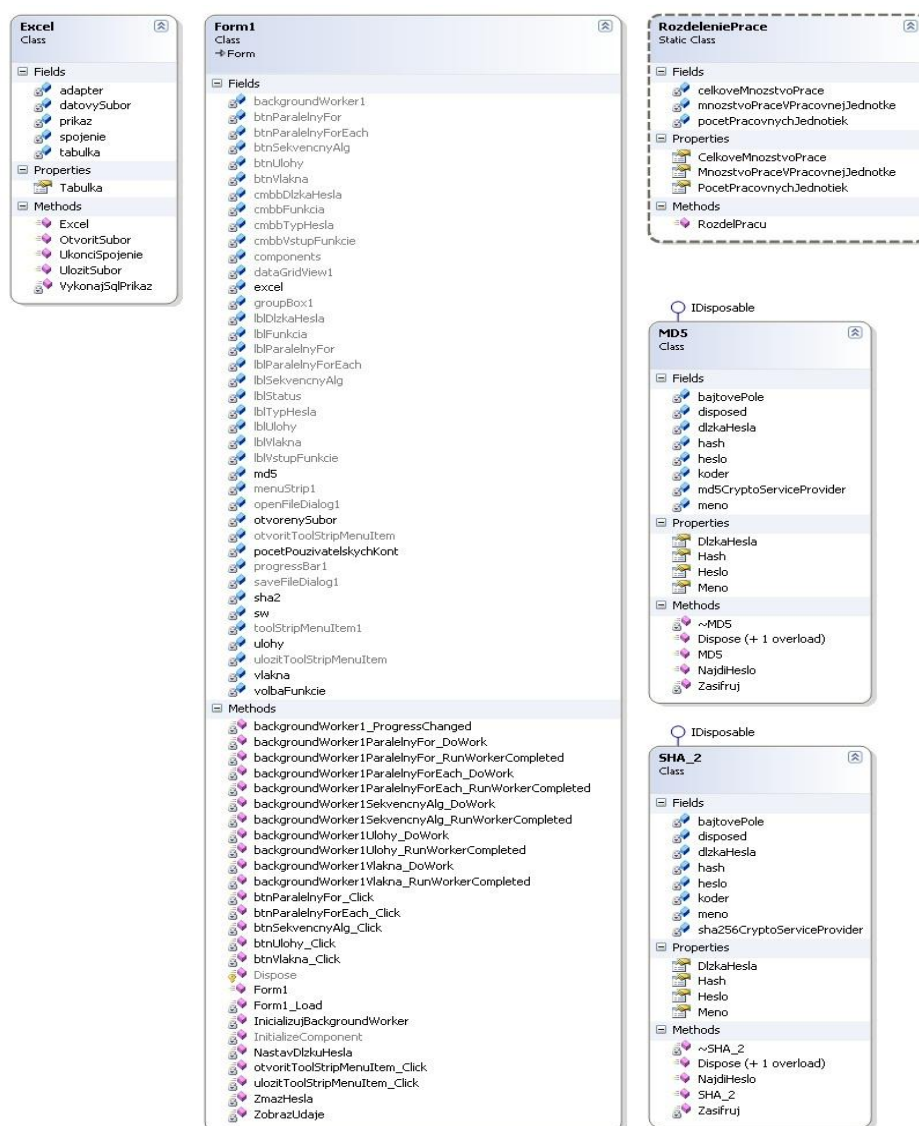 Excel
Class
Fields
adapter
datovySubor
prikaz
spojenie
tabulka
Properties
Tabulka
Methods
Excel
OtvoritSubor
UkonciSpojenie
UlozitSubor
VykonajSqlPrikaz
Form1
Class
Form
Fields
backgroundWorker1
btnParalelnyFor
btnParalelnyForEach
btnSekvencnyAlg
btnUlohy
btnVlakna
cmbbDlzkaHesla
cmbbFunkcia
cmbbTypHesla
cmbbVstupFunkcie
components
dataGridView1
excel
groupBox1
lblDlzkaHesla
lblFunkcia
lblParalelnyFor
lblParalelnyForEach
lblSekvencnyAlg
lblStatus
lblTypHesla
lblUlohy
lblVlakna
lblVstupFunkcie
md5
menuStrip1
openFileDialog1
otvorenySubor
otvoritToolStripMenuItem
pocetPouzivatelskychKont
progressBar1
saveFileDialog1
sha2
sw
toolStripMenuItem1
ulohy
ulozitToolStripMenuItem
vlakna
volbaFunkcie
Methods
backgroundWorker1_ProgressChanged
backgroundWorker1ParalelnyFor_DoWork
backgroundWorker1ParalelnyFor_RunWorkerCompleted
backgroundWorker1ParalelnyForEach_DoWork
backgroundWorker1ParalelnyForEach_RunWorkerCompleted
backgroundWorker1SekvencnyAlg_DoWork
backgroundWorker1SekvencnyAlg_RunWorkerCompleted
backgroundWorker1Ulohy_DoWork
backgroundWorker1Ulohy_RunWorkerCompleted
backgroundWorker1Vlakna_DoWork
backgroundWorker1Vlakna_RunWorkerCompleted
btnParalelnyFor_Click
btnParalelnyForEach_Click
btnSekvencnyAlg_Click
btnUlohy_Click
btnVlakna_Click
Dispose
Form1
Form1_Load
InicializujBackgroundWorker
InitializeComponent
NastavDlzkuHesla
otvoritToolStripMenuItem_Click
ulozitToolStripMenuItem_Click
ZmazHesla
ZobrazUdaje
RozdeleniePrace
Static Class
Fields
celkoveMnozstvoPrace
mnozstvoPraceVPracovnejJednotke
pocetPracovnychJednotiek
Properties
CelkoveMnozstvoPrace
MnozstvoPraceVPracovnejJednotke
PocetPracovnychJednotiek
Methods
RozdelPracu
IDisposable
MD5
Class
Fields
bajtovePole
disposed
dlzkaHesla
hash
heslo
koder
md5CryptoServiceProvider
meno
Properties
DlzkaHesla
Hash
Heslo
Meno
Methods
~MD5
Dispose (+ 1 overload)
MD5
NajdiHeslo
Zasifruj
IDisposable
SHA_2
Class
Fields
bajtovePole
disposed
dlzkaHesla
hash
heslo
koder
meno
sha256CryptoServiceProvider
Properties
DlzkaHesla
Hash
Heslo
Meno
Methods
~SHA_2
Dispose (+ 1 overload)
NajdiHeslo
SHA_2
Zasifruj